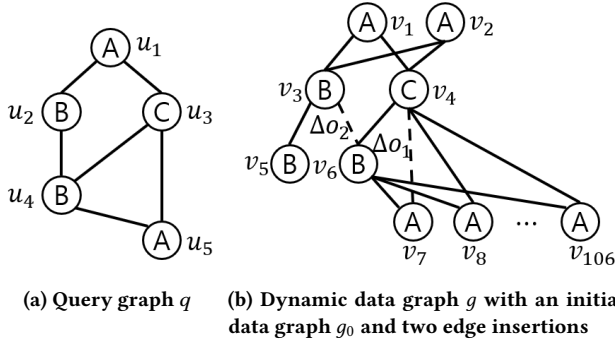 A u₁
A v₁ A v₂
u₂ B C u₃
v₃ B C v₄
Δo₂ Δo₁
v₅ B v₆ B
u₄ B
A u₅
A A ... A
v₇ v₈ v₁₀₆
(a) Query graph q
(b) Dynamic data graph g with an initia
data graph g₀ and two edge insertions